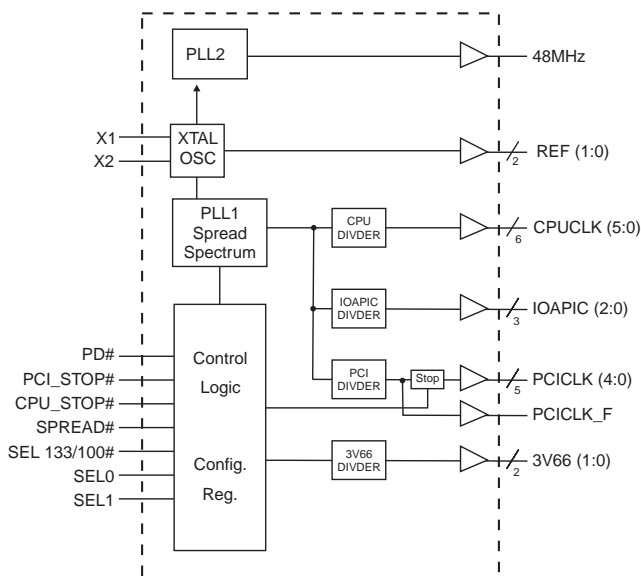 PLL2
48MHz
X1
X2
XTAL
OSC
2
REF (1:0)
PLL1
Spread
Spectrum
CPU
DIVDER
6
CPUCLK (5:0)
IOAPIC
DIVDER
3
IOAPIC (2:0)
PD#
PCI_STOP#
CPU_STOP#
SPREAD#
SEL 133/100#
SEL0
SEL1
Control
Logic
Config.
Reg.
PCI
DIVDER
Stop
5
PCICLK (4:0)
PCICLK_F
3V66
DIVDER
2
3V66 (1:0)